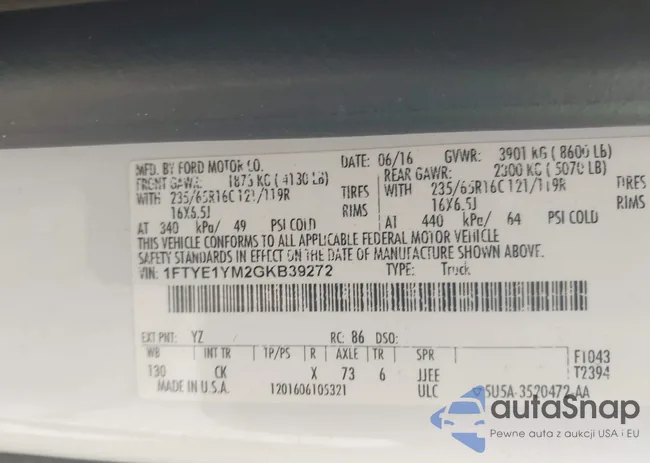 MFD. BY FORD MOTOR CO. DATE: 06/16 GVWR: 3901 KG ( 8600 LB)
FRONT GAWR: 1873 KG ( 4130 LB) REAR GAWR: 2300 KG ( 5070 LB)
WITH 235/65R16C 121/119R TIRES WITH 235/65R16C 121/119R TIRES
16X6.5J RIMS 16X6.5J RIMS
AT 340 kPa/ 49 PSI COLD AT 440 kPa/ 64 PSI COLD
THIS VEHICLE CONFORMS TO ALL APPLICABLE FEDERAL MOTOR VEHICLE
SAFETY STANDARDS IN EFFECT ON THE DATE OF MANUFACTURE SHOWN ABOVE.
VIN: 1FTYE1YM2GKB39272 TYPE: Truck
EXT PNT: YZ RC: 86 DSO:
WB INT TR TP/PS R AXLE TR SPR F1043
130 CK X 73 6 JJEE T2394
MADE IN U.S.A. 1201606105321 ULC 5U5A-3520472-AA
autaSnap
Pewne auta z aukcji USA i EU